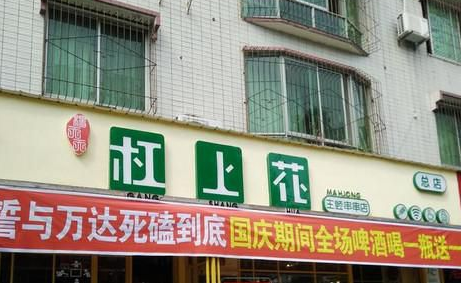 杠上花
GANG SHANG HUA
MAHJONG
主题串串店
总店
誓与万达死磕到底 国庆期间全场啤酒喝一瓶送一